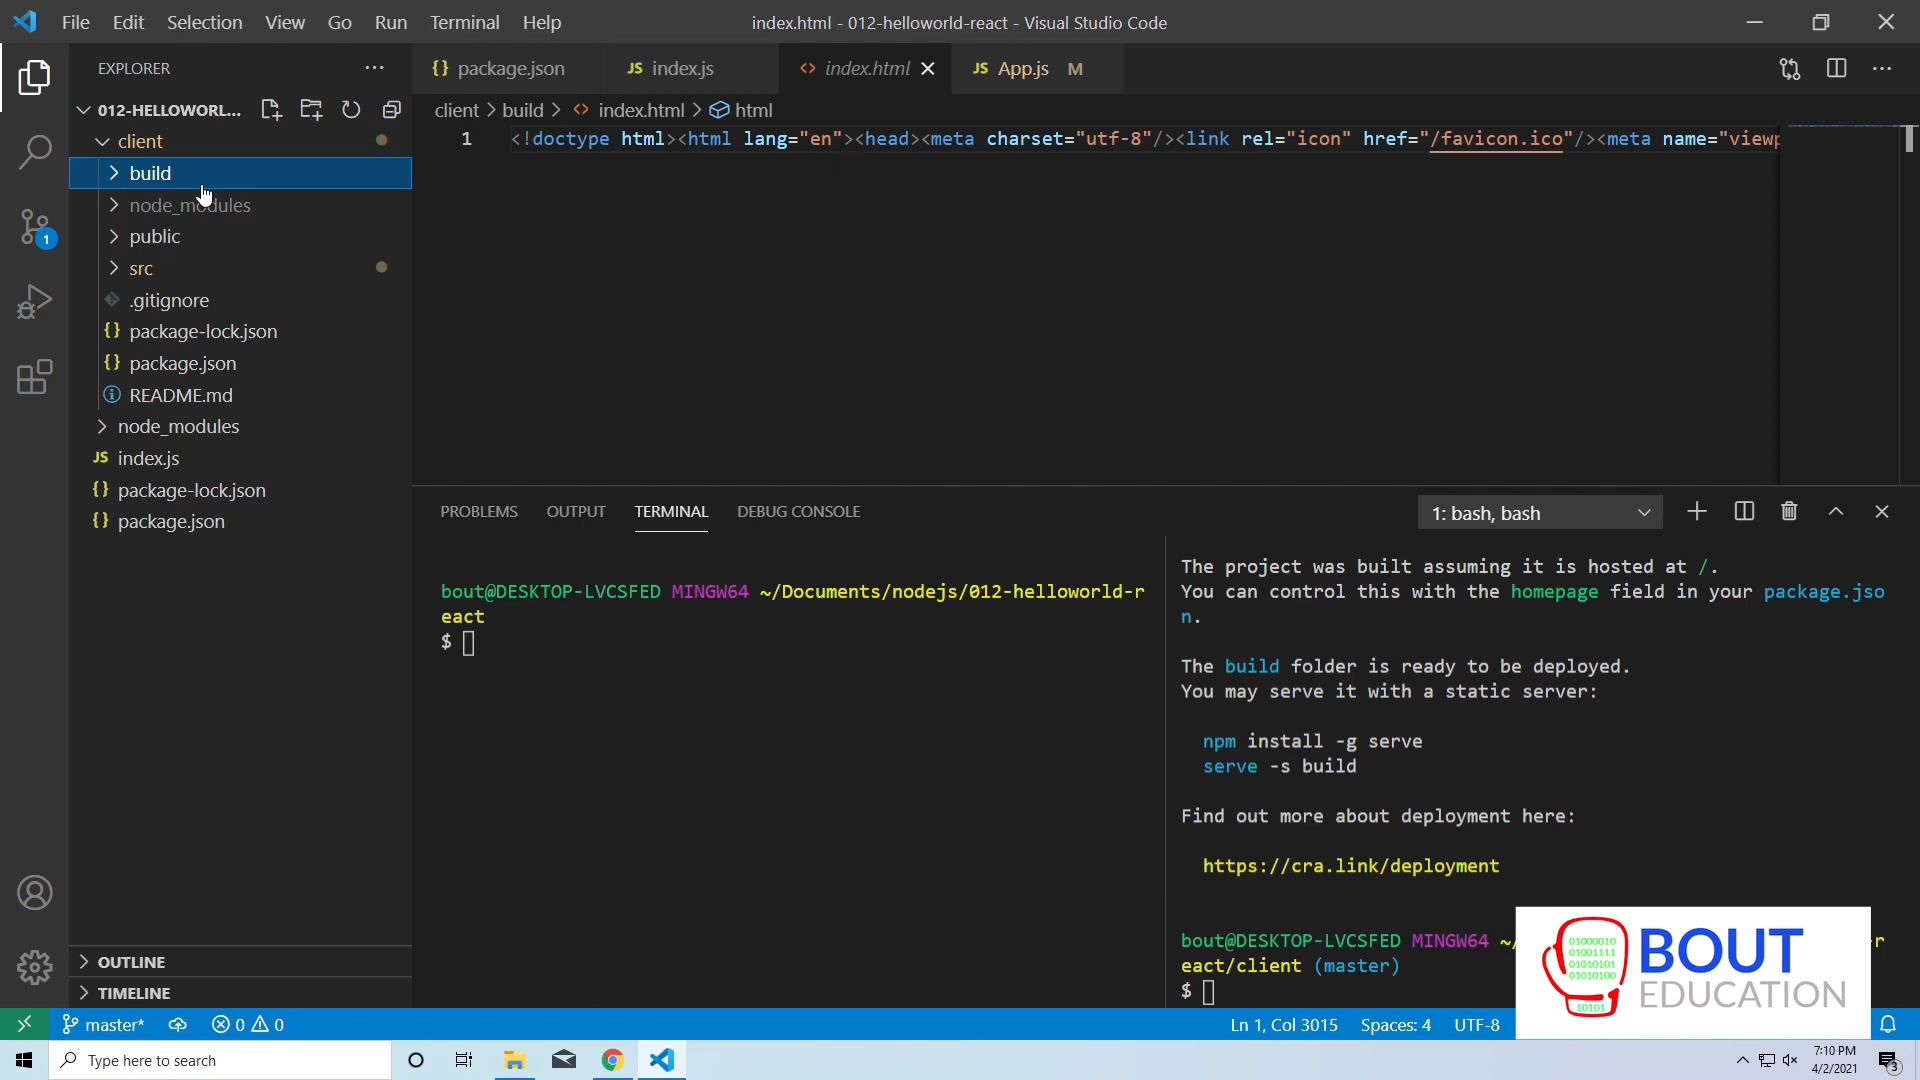 File Edit Selection View Go Run Terminal Help
index.html - 012-helloworld-react - Visual Studio Code
EXPLORER
package.json
JS index.js
index.html
JS App.js M
012-HELLOWORL...
client > build > index.html > html
client
build
node_modules
public
src
.gitignore
package-lock.json
package.json
README.md
node_modules
JS index.js
package-lock.json
package.json
OUTLINE
TIMELINE
1
1 <!doctype html><html lang="en"><head><meta charset="utf-8"/><link rel="icon" href="/favicon.ico"/><meta name="viewp
PROBLEMS OUTPUT TERMINAL DEBUG CONSOLE
1: bash, bash
bout@DESKTOP-LVCSFED MINGW64 ~/Documents/nodejs/012-helloworld-r
eact
$
The project was built assuming it is hosted at /.
You can control this with the homepage field in your package.jso
n.
The build folder is ready to be deployed.
You may serve it with a static server:
npm install -g serve
serve -s build
Find out more about deployment here:
https://cra.link/deployment
bout@DESKTOP-LVCSFED MINGW64 ~/ r
eact/client (master)
$
01000010
01001111
01010101
01010100
10101
BOUT
EDUCATION
master* 0 0
Ln 1, Col 3015 Spaces: 4 UTF-8
Type here to search
7:10 PM
4/2/2021
3